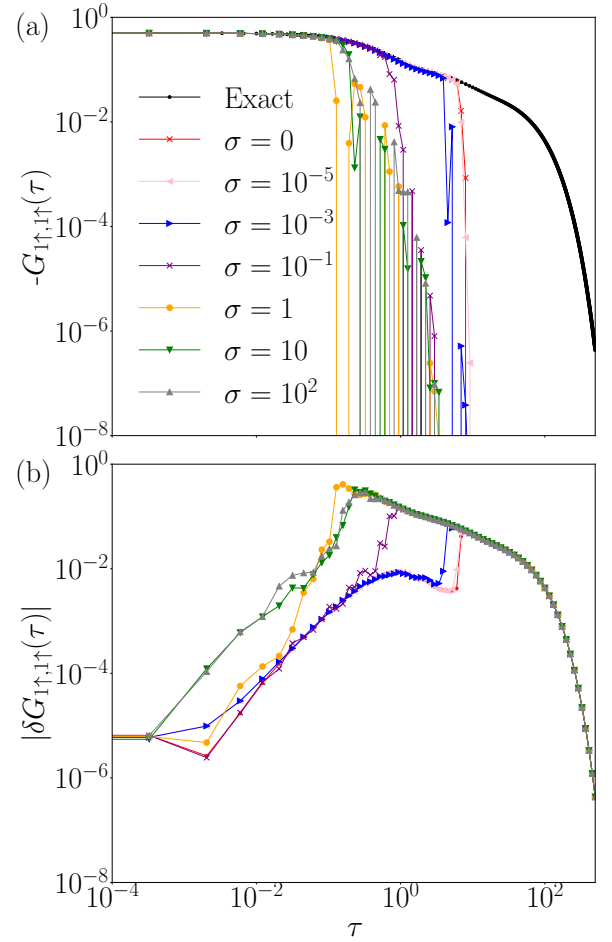 (a)
10^0
10^{-2}
10^{-4}
10^{-6}
10^{-8}
-G_{1↑,1↑}(τ)
Exact
σ = 0
σ = 10^{-5}
σ = 10^{-3}
σ = 10^{-1}
σ = 1
σ = 10
σ = 10^2
(b)
10^0
10^{-2}
10^{-4}
10^{-6}
10^{-8}
|δG_{1↑,1↑}(τ)|
10^{-4} 10^{-2} 10^0 10^2
τ